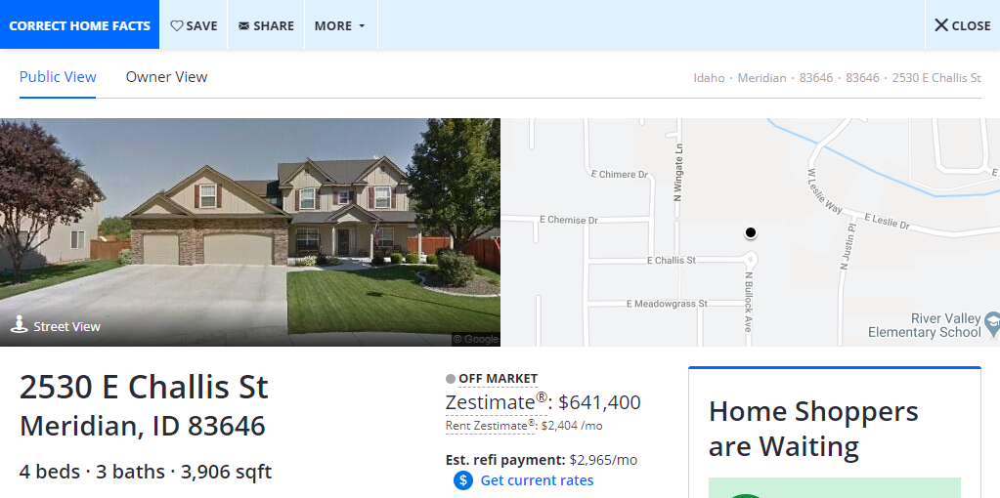 CORRECT HOME FACTS
SAVE
SHARE
MORE
CLOSE
Public View
Owner View
Idaho · Meridian · 83646 · 83646 · 2530 E Challis St
Street View
© Google
E Chimere Dr
N Wingate Ln
W Leslie Way
E Leslie Dr
E
E Chemise Dr
N Justin Pl
E Challis St
N Bullock Ave
E Meadowgrass St
River Valley
Elementary School
2530 E Challis St
Meridian, ID 83646
4 beds · 3 baths · 3,906 sqft
OFF MARKET
Zestimate®: $641,400
Rent Zestimate®: $2,404 /mo
Est. refi payment: $2,965/mo
$ Get current rates
Home Shoppers
are Waiting